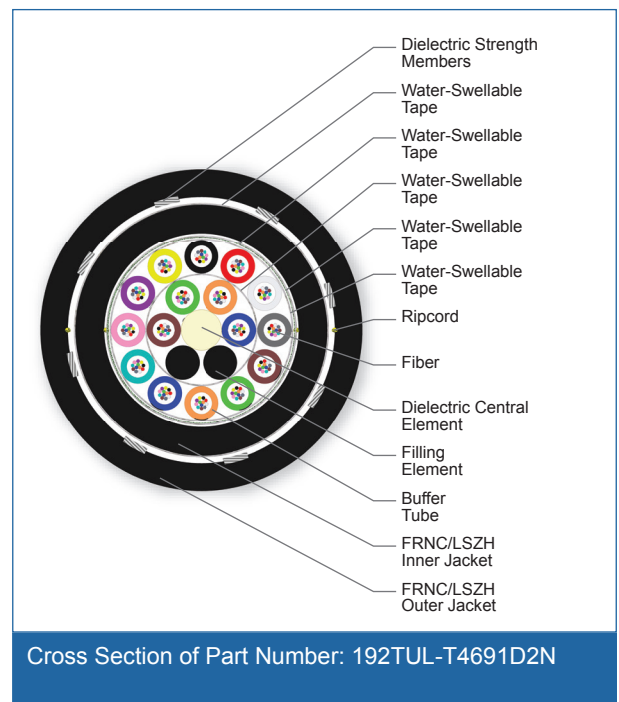 Dielectric Strength
Members
Water-Swellable
Tape
Water-Swellable
Tape
Water-Swellable
Tape
Water-Swellable
Tape
Water-Swellable
Tape
Ripcord
Fiber
Dielectric Central
Element
Filling
Element
Buffer
Tube
FRNC/LSZH
Inner Jacket
FRNC/LSZH
Outer Jacket
Cross Section of Part Number: 192TUL-T4691D2N